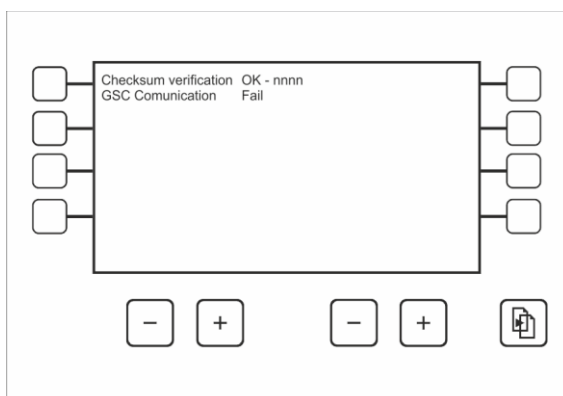 Checksum verification OK - nnnn
GSC Comunication Fail
- + - +